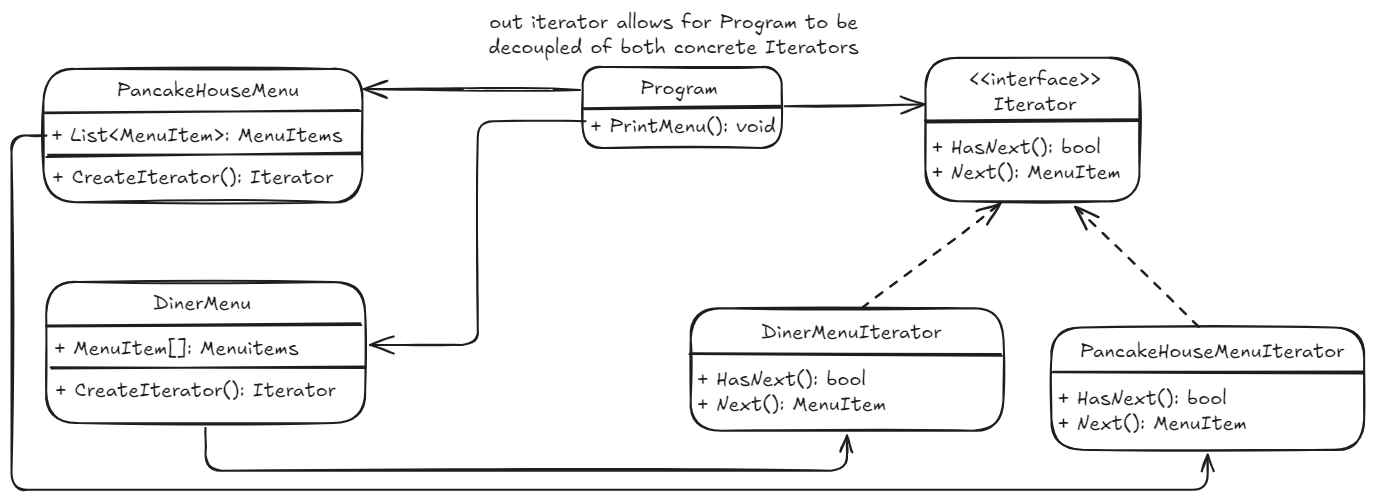 out iterator allows for Program to be
decoupled of both concrete Iterators
PancakeHouseMenu
+ List<MenuItem>: MenuItems
+ CreateIterator(): Iterator
Program
+ PrintMenu(): void
<<interface>>
Iterator
+ HasNext(): bool
+ Next(): MenuItem
DinerMenu
+ MenuItem[]: Menuitems
+ CreateIterator(): Iterator
DinerMenuIterator
+ HasNext(): bool
+ Next(): MenuItem
PancakeHouseMenuIterator
+ HasNext(): bool
+ Next(): MenuItem